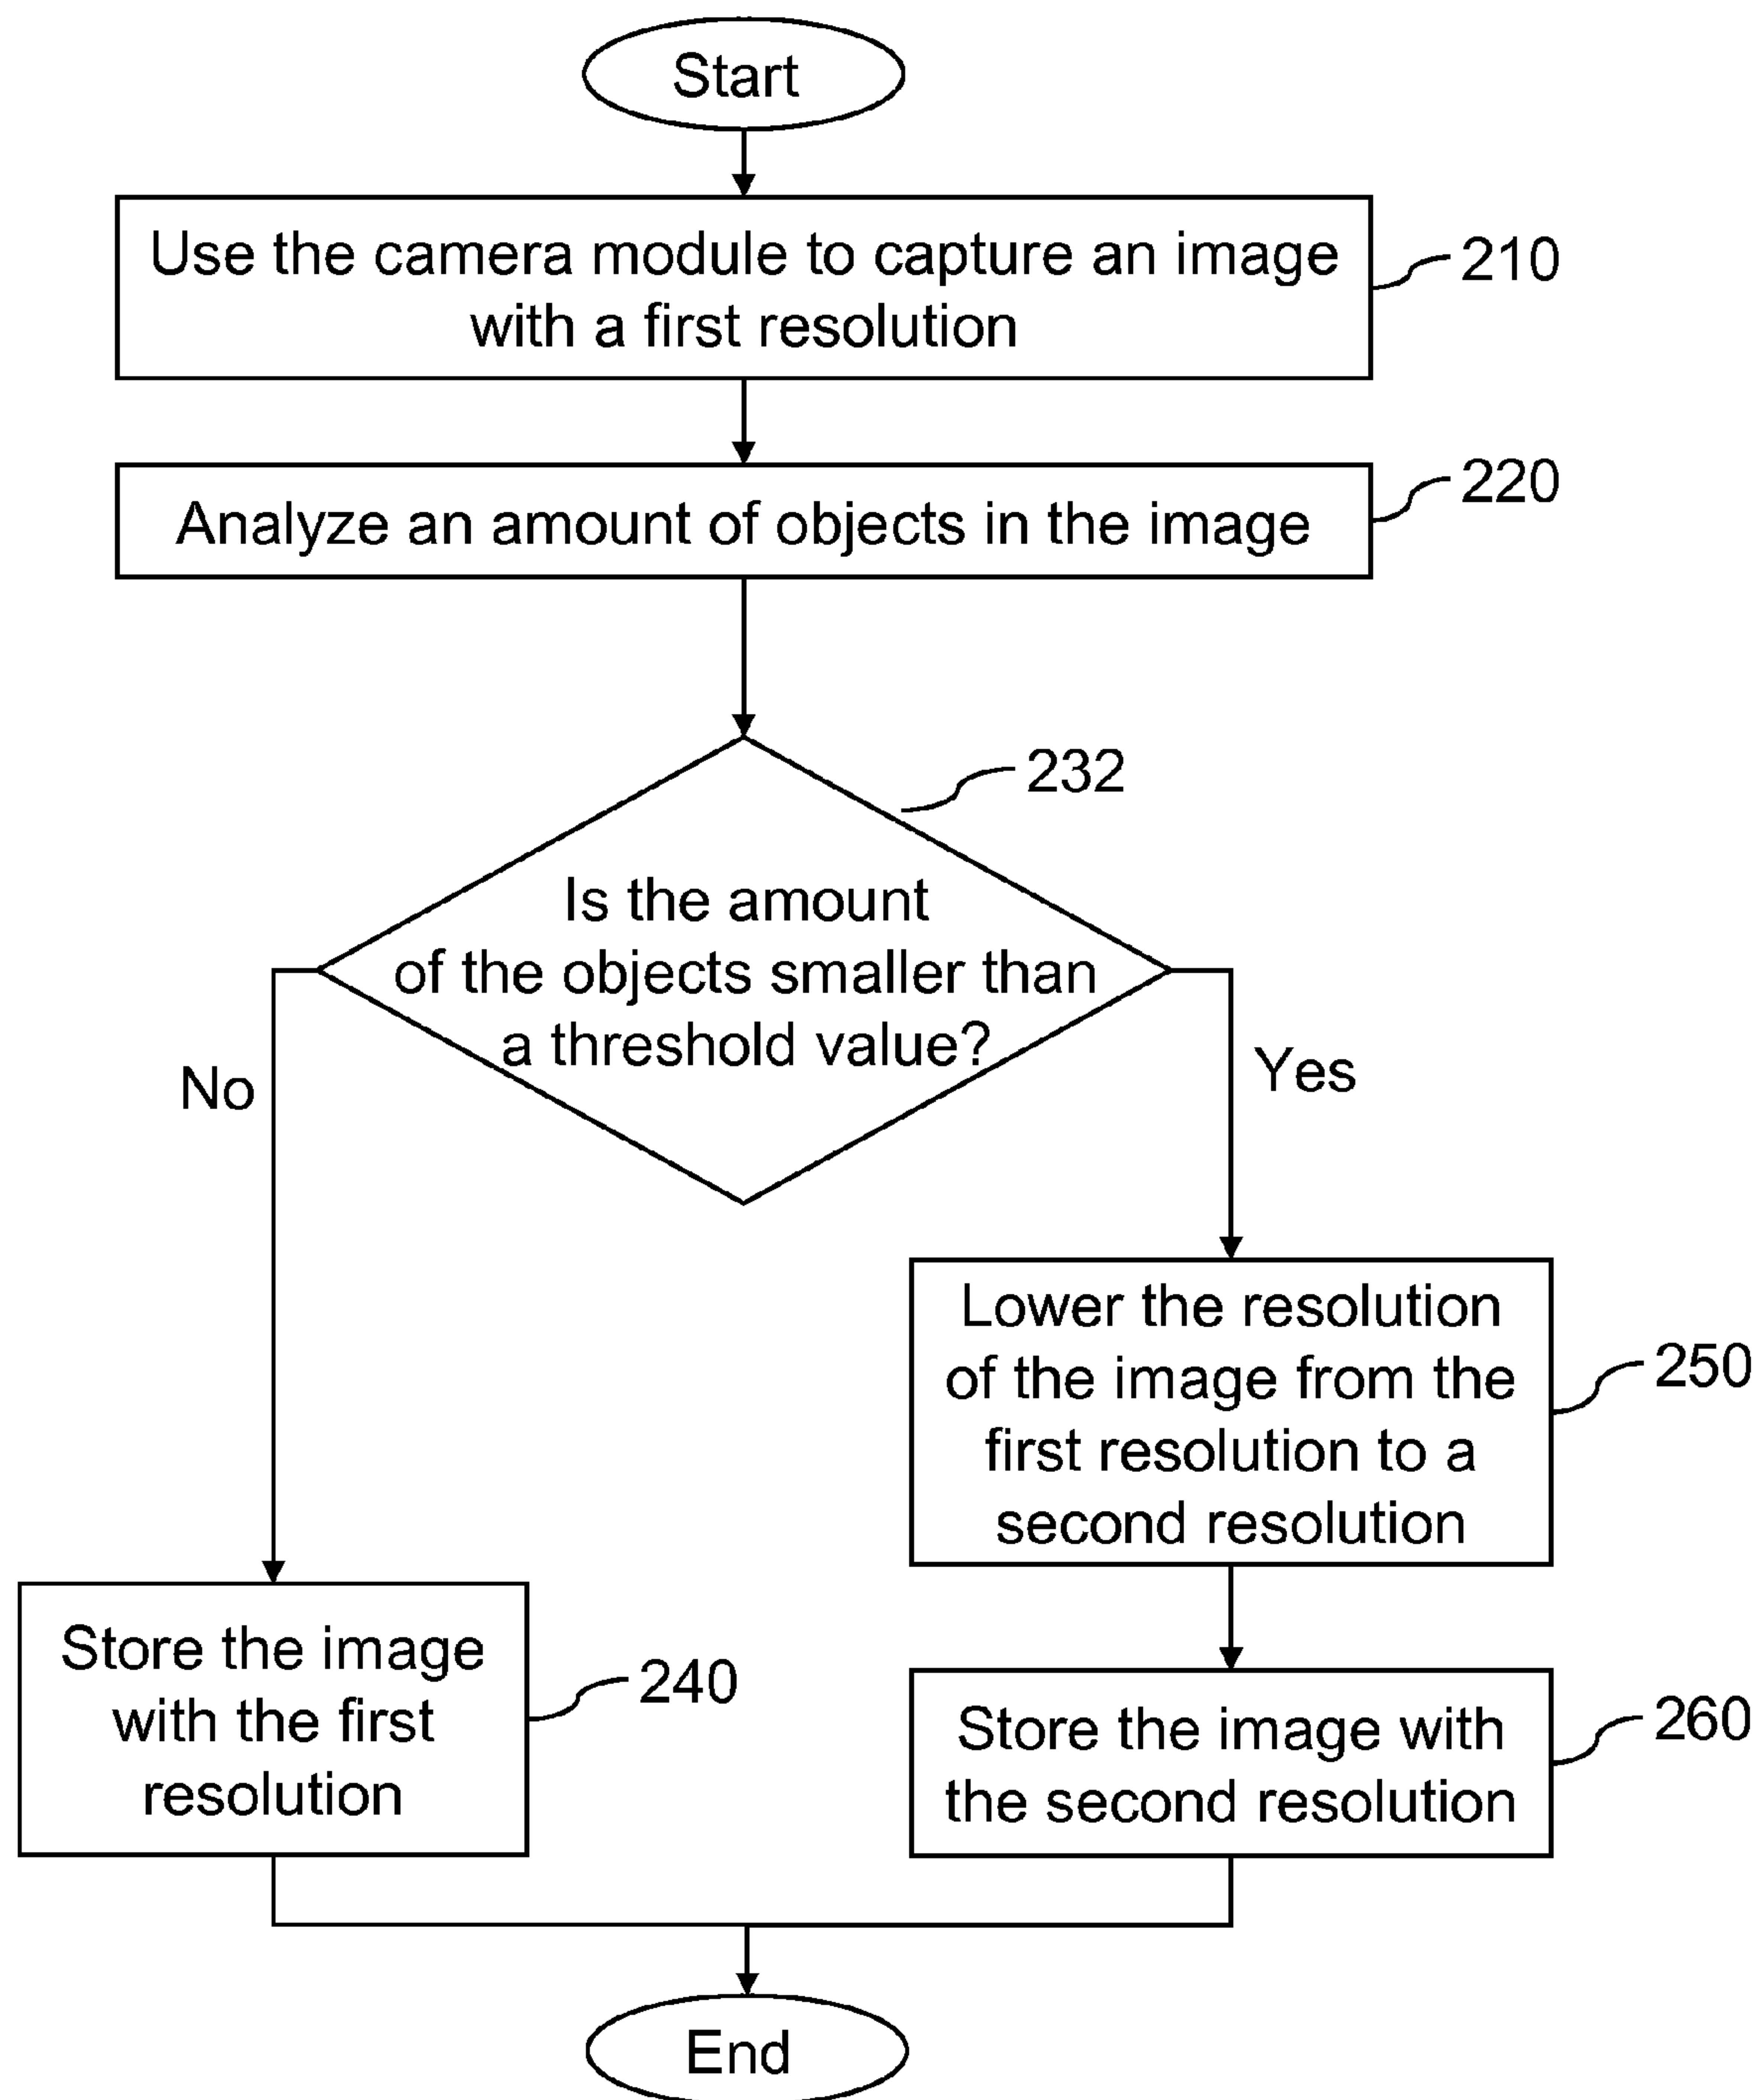 Start
Use the camera module to capture an image
with a first resolution
210
Analyze an amount of objects in the image
220
232
Is the amount
of the objects smaller than
a threshold value?
No
Yes
Lower the resolution
of the image from the
first resolution to a
second resolution
250
Store the image
with the first
resolution
240
Store the image with
the second resolution
260
End